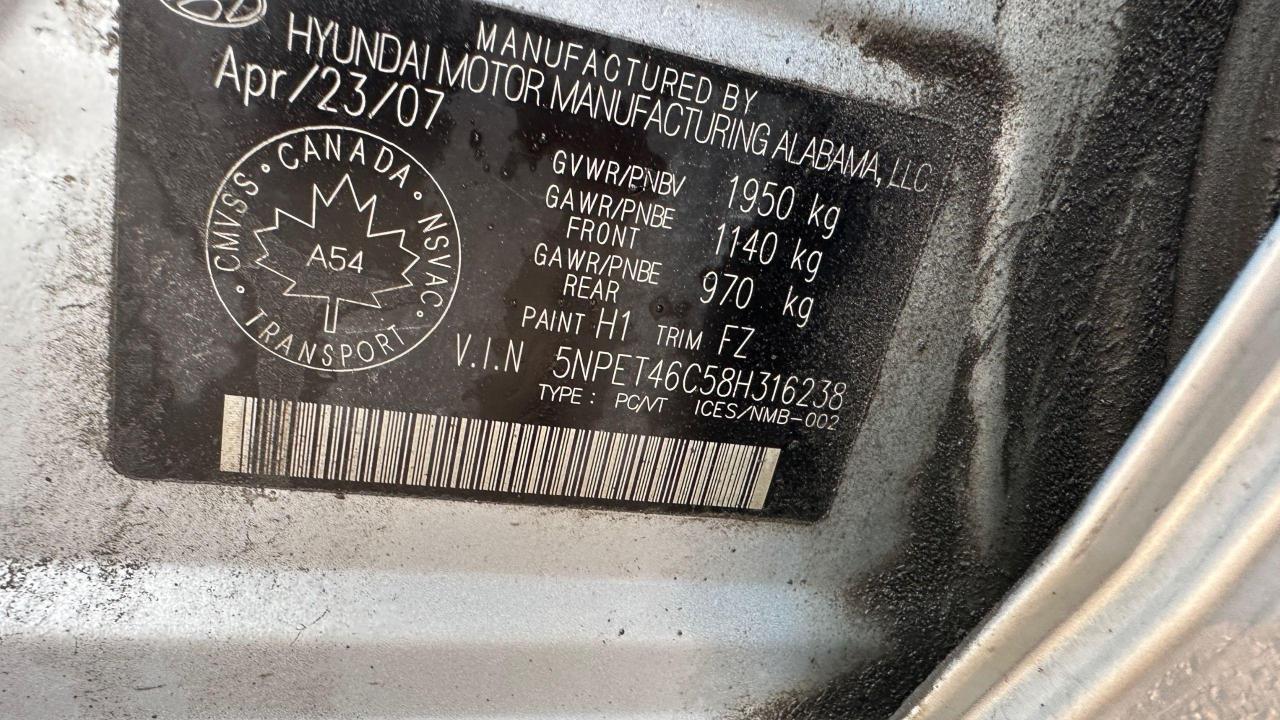 MANUFACTURED BY
HYUNDAI MOTOR MANUFACTURING ALABAMA, LLC
Apr/23/07
GVWR/PNBV 1950 kg
GAWR/PNBE FRONT 1140 kg
GAWR/PNBE REAR 970 kg
CMVSS • CANADA • NSVAC • TRANSPORT •
A54
PAINT H1 TRIM FZ
V.I.N 5NPET46C58H316238
TYPE: PC/VT ICES/NMB-002